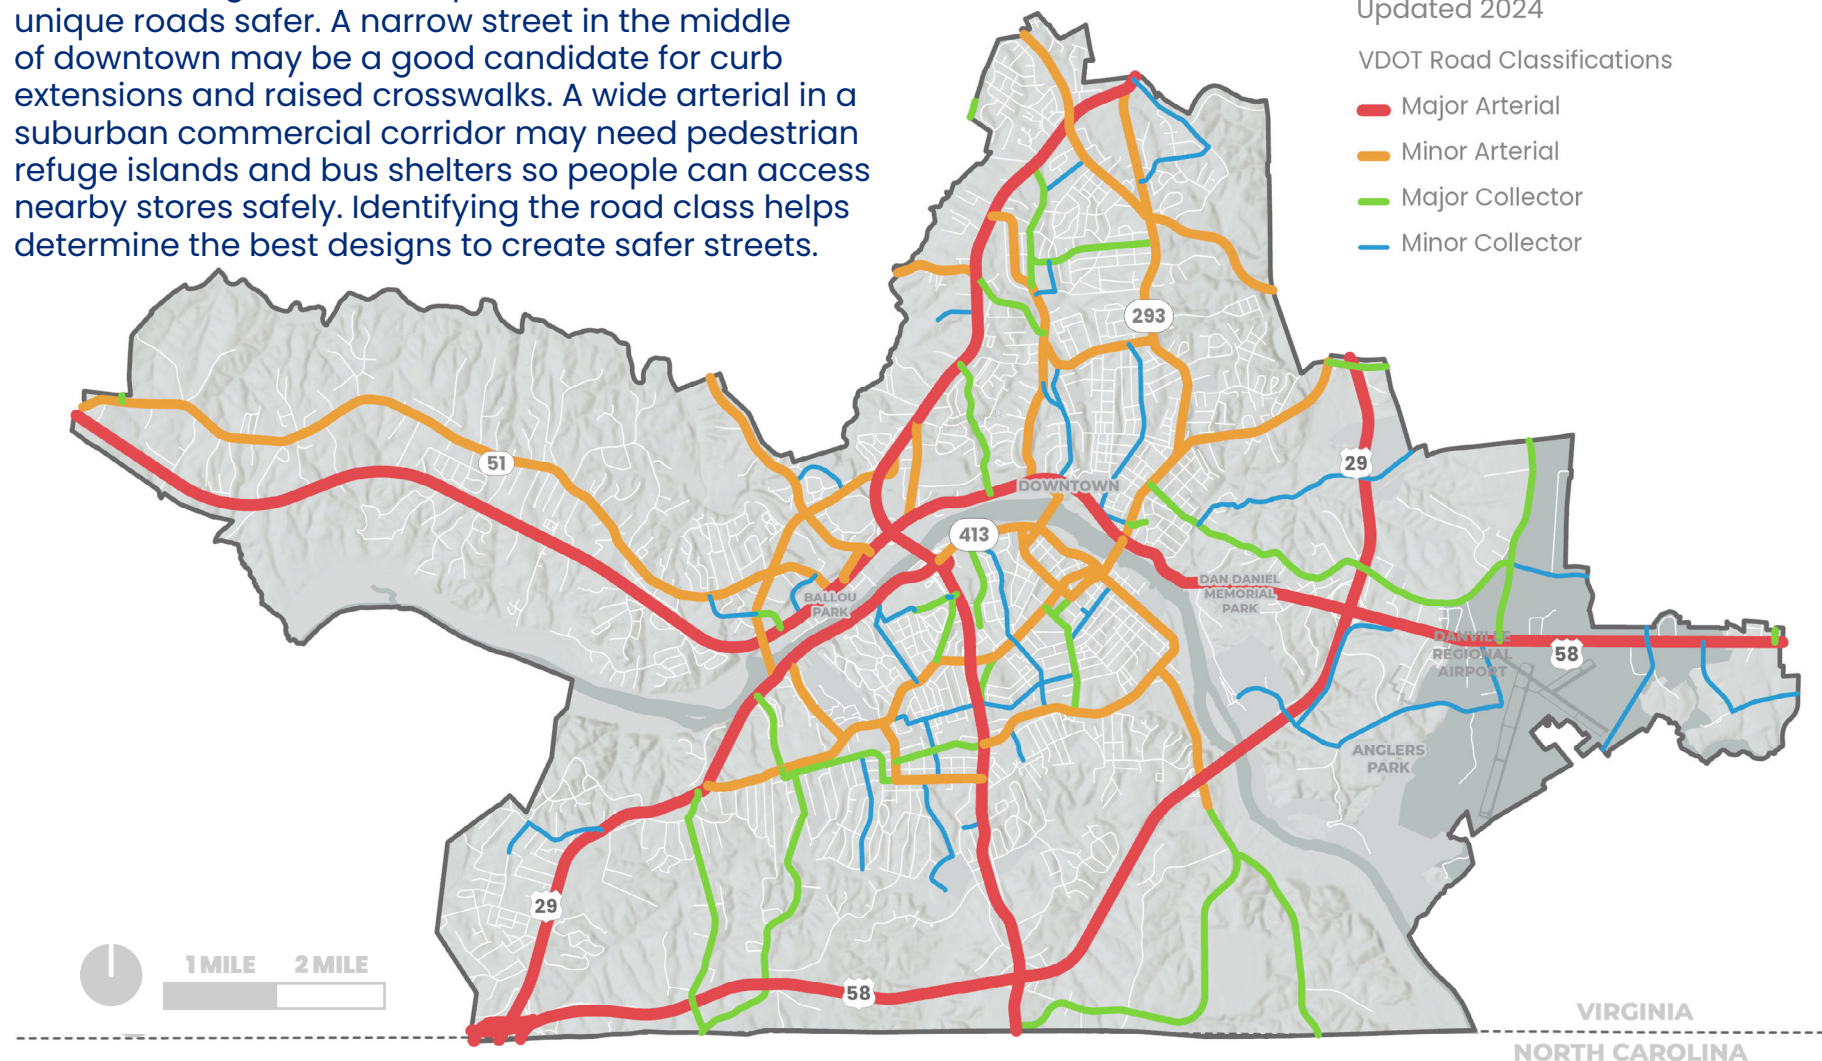 unique roads safer. A narrow street in the middle
of downtown may be a good candidate for curb
extensions and raised crosswalks. A wide arterial in a
suburban commercial corridor may need pedestrian
refuge islands and bus shelters so people can access
nearby stores safely. Identifying the road class helps
determine the best designs to create safer streets.
Updated 2024
VDOT Road Classifications
Major Arterial
Minor Arterial
Major Collector
Minor Collector
293
51
29
DOWNTOWN
413
DAN DANIEL
MEMORIAL
PARK
BALLOU
PARK
DANVILLE
REGIONAL
AIRPORT
58
ANGLERS
PARK
29
58
1 MILE 2 MILE
VIRGINIA
NORTH CAROLINA